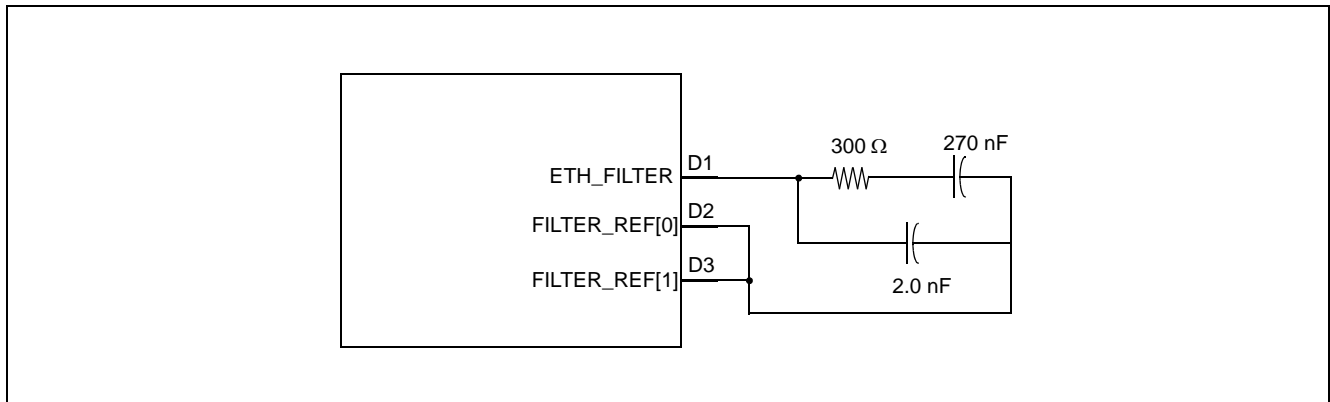 300 Ω
270 nF
ETH_FILTER
D1
FILTER_REF[0]
D2
FILTER_REF[1]
D3
2.0 nF